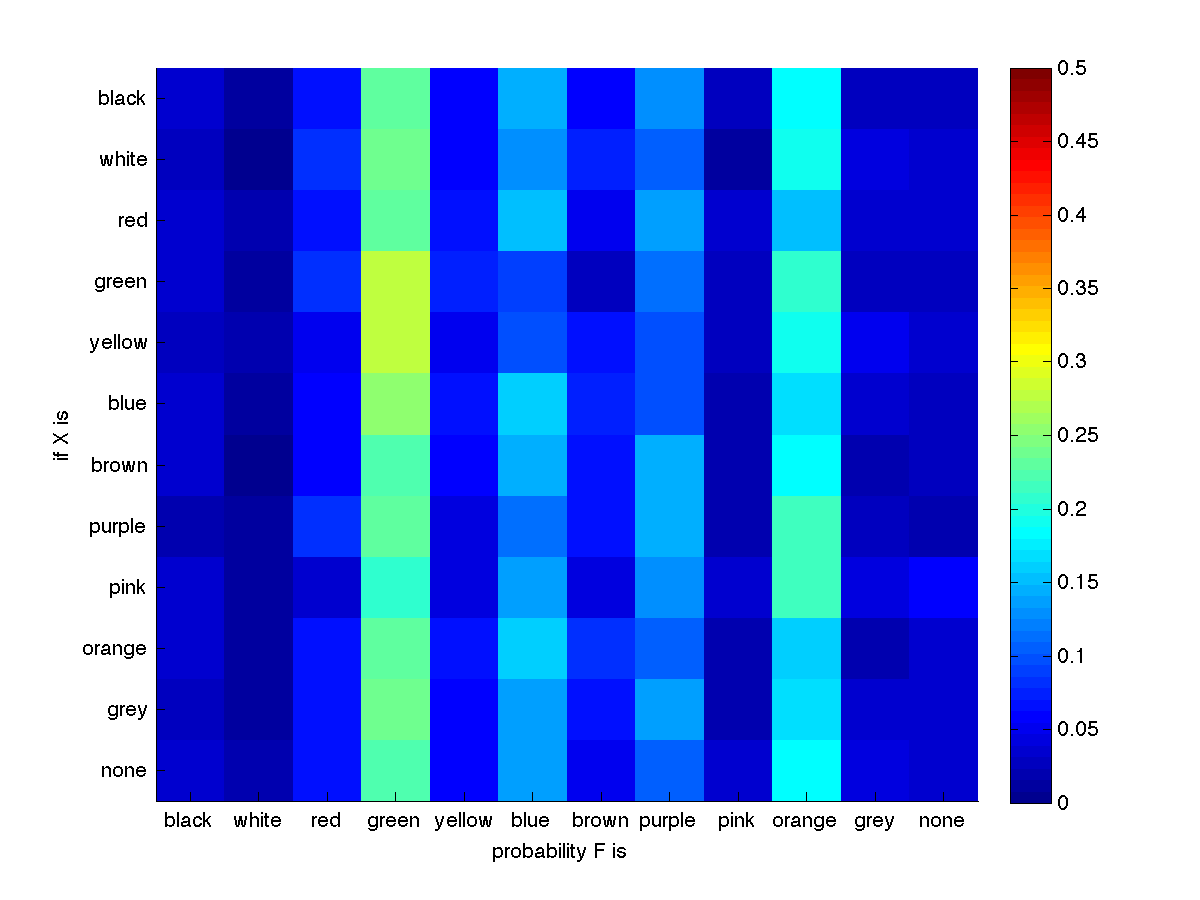 black
white
red
green
yellow
blue
brown
purple
pink
orange
grey
none
if X is
black white red green yellow blue brown purple pink orange grey none
probability F is
0.5
0.45
0.4
0.35
0.3
0.25
0.2
0.15
0.1
0.05
0